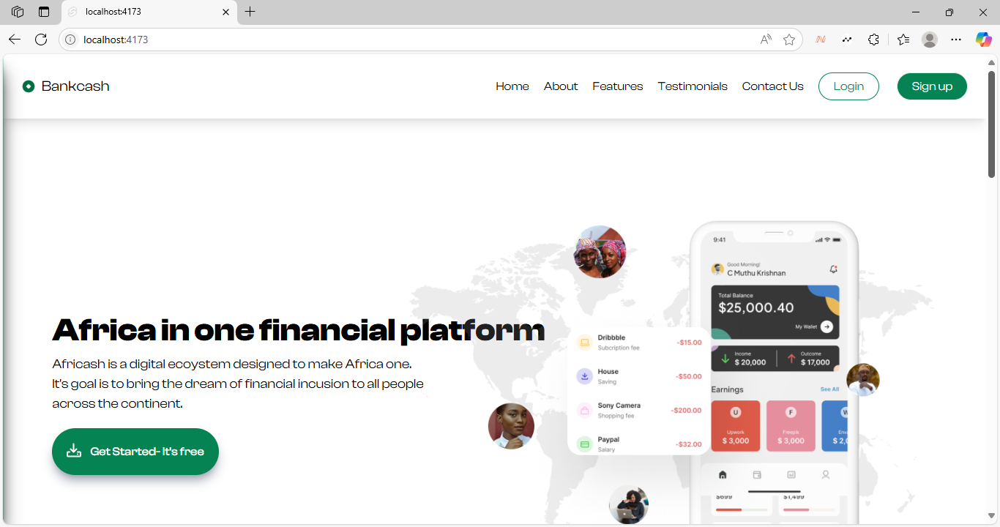 localhost:4173
localhost:4173
Bankcash
Home About Features Testimonials Contact Us Login Sign up
Africa in one financial platform
Africash is a digital ecoystem designed to make Africa one.
It's goal is to bring the dream of financial incusion to all people
across the continent.
Get Started- It's free
Dribbble -$15.00
Subcription fee
House -$50.00
Saving
Sony Camera -$200.00
Shopping fee
Paypal -$32.00
Salary
9:41
Good Morning!
C Muthu Krishnan
Total Balance
$25,000.40
My Wallet
Income Outcome
$ 20,000 $ 17,000
Earnings See All
U F W
Upwork Freepik
$ 3,000 $ 3,000
$699 $1,499